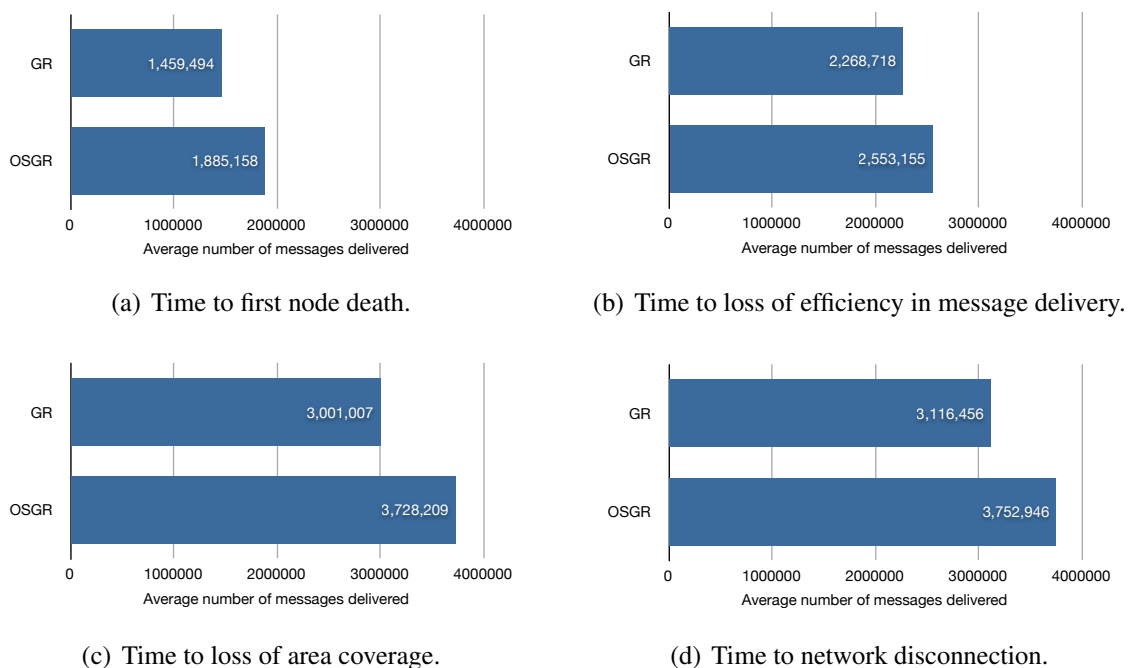 GR
1,459,494
OSGR
1,885,158
0 1000000 2000000 3000000 4000000
Average number of messages delivered
(a) Time to first node death.
GR
2,268,718
OSGR
2,553,155
0 1000000 2000000 3000000 4000000
Average number of messages delivered
(b) Time to loss of efficiency in message delivery.
GR
3,001,007
OSGR
3,728,209
0 1000000 2000000 3000000 4000000
Average number of messages delivered
(c) Time to loss of area coverage.
GR
3,116,456
OSGR
3,752,946
0 1000000 2000000 3000000 4000000
Average number of messages delivered
(d) Time to network disconnection.